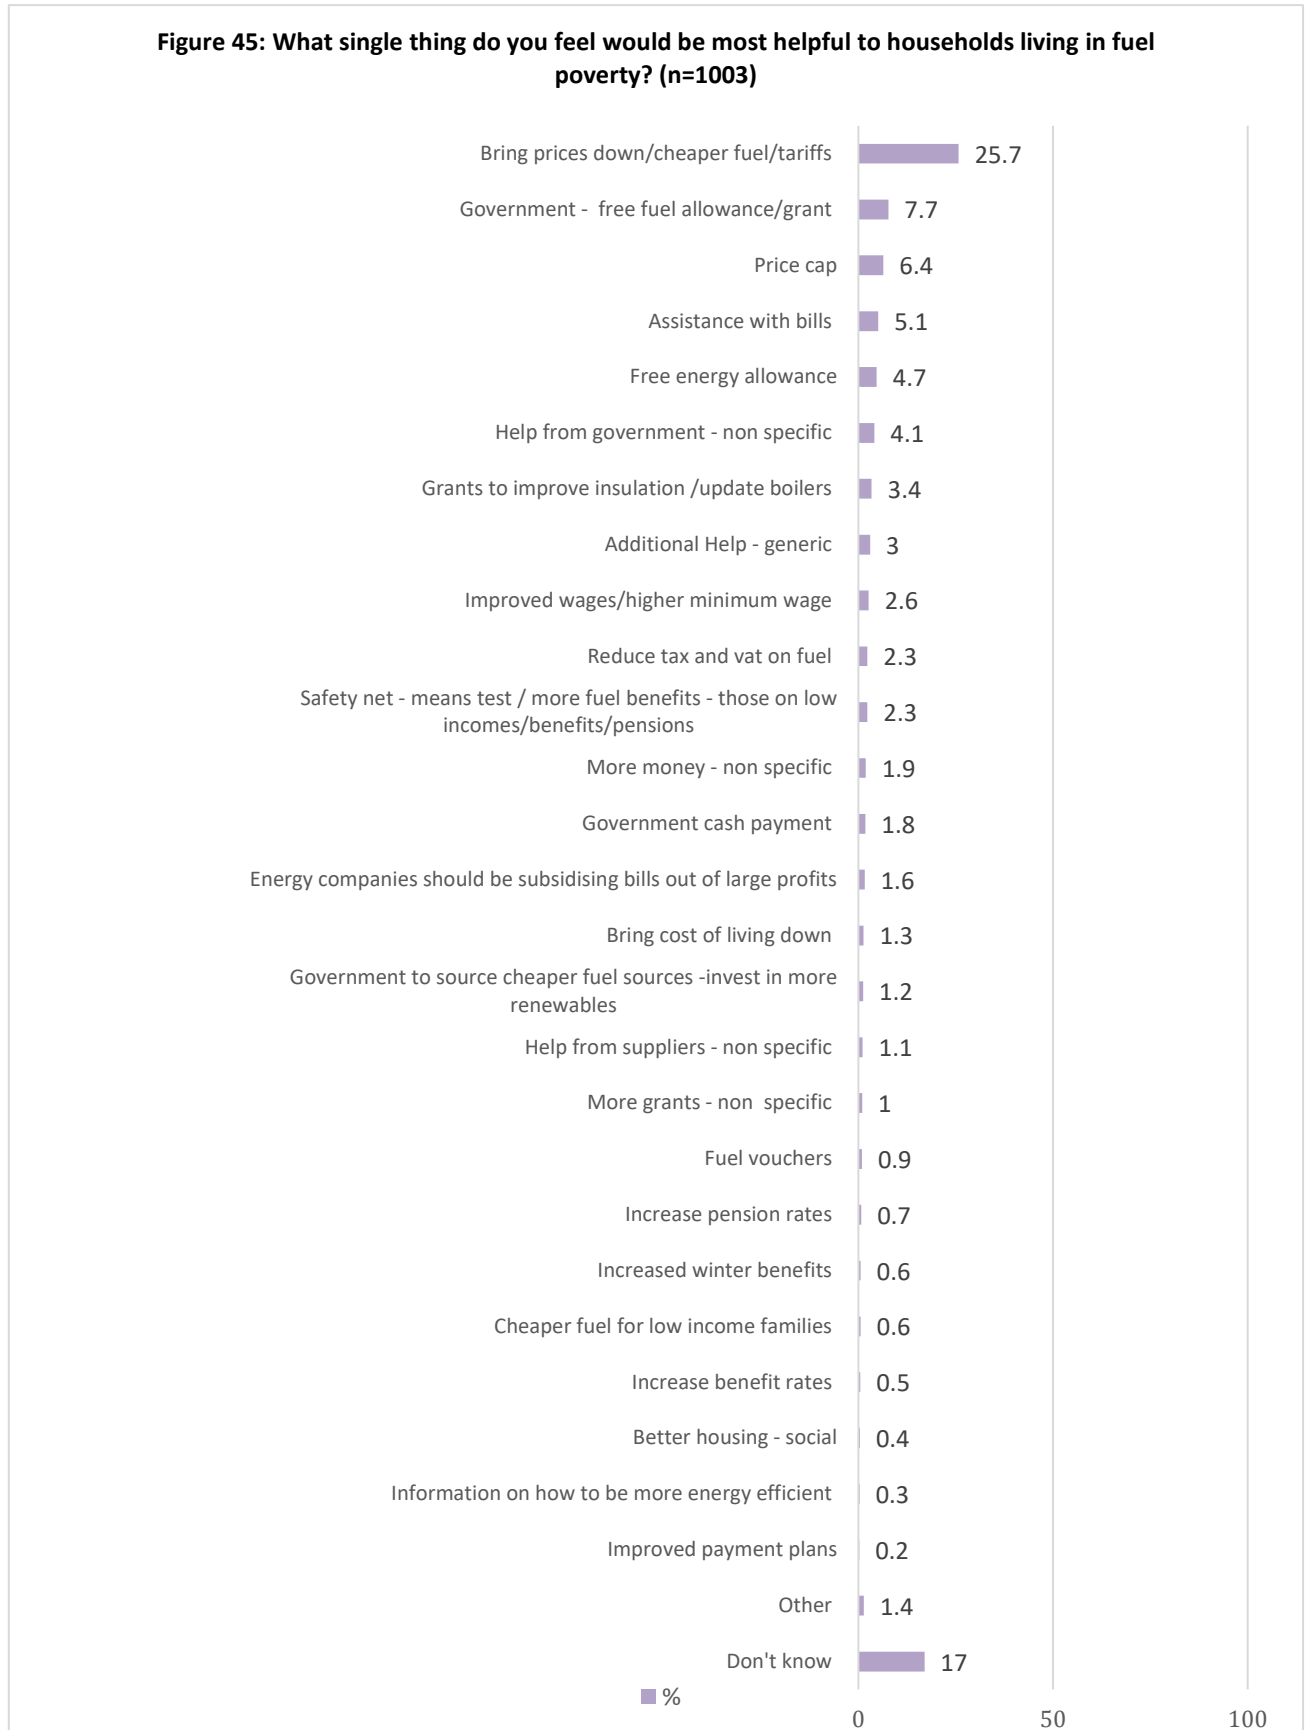 Figure 45: What single thing do you feel would be most helpful to households living in fuel
poverty? (n=1003)
Bring prices down/cheaper fuel/tariffs 25.7
Government - free fuel allowance/grant 7.7
Price cap 6.4
Assistance with bills 5.1
Free energy allowance 4.7
Help from government - non specific 4.1
Grants to improve insulation /update boilers 3.4
Additional Help - generic 3
Improved wages/higher minimum wage 2.6
Reduce tax and vat on fuel 2.3
Safety net - means test / more fuel benefits - those on low
incomes/benefits/pensions 2.3
More money - non specific 1.9
Government cash payment 1.8
Energy companies should be subsidising bills out of large profits 1.6
Bring cost of living down 1.3
Government to source cheaper fuel sources -invest in more
renewables 1.2
Help from suppliers - non specific 1.1
More grants - non specific 1
Fuel vouchers 0.9
Increase pension rates 0.7
Increased winter benefits 0.6
Cheaper fuel for low income families 0.6
Increase benefit rates 0.5
Better housing - social 0.4
Information on how to be more energy efficient 0.3
Improved payment plans 0.2
Other 1.4
Don't know 17
%
0 50 100